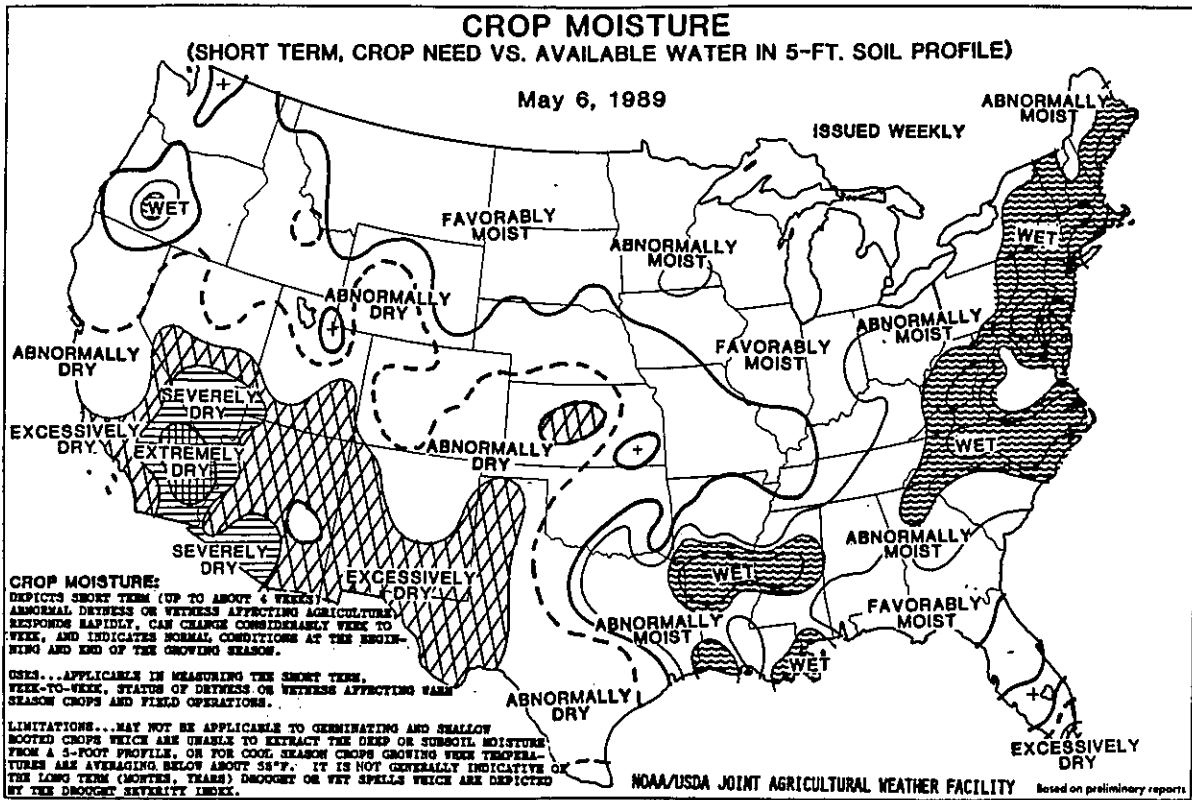 CROP MOISTURE
(SHORT TERM, CROP NEED VS. AVAILABLE WATER IN 5-FT. SOIL PROFILE)
May 6, 1989
ISSUED WEEKLY
ABNORMALLY
MOIST
WET
WET
FAVORABLY
MOIST
ABNORMALLY
MOIST
ABNORMALLY
DRY
ABNORMALLY
MOIST
FAVORABLY
MOIST
ABNORMALLY
DRY
SEVERELY
DRY
EXCESSIVELY
DRY.
EXTREMELY
DRY
ABNORMALLY
DRY
WET
SEVERELY
DRY
EXCESSIVELY
DRY
ABNORMALLY
MOIST
WET
FAVORABLY
MOIST
ABNORMALLY
MOIST
WET
ABNORMALLY
DRY
EXCESSIVELY
DRY
CROP MOISTURE:
DEPICTS SHORT TERM (UP TO ABOUT 4 WEEKS)
ABNORMAL DRYNESS OR WETNESS AFFECTING AGRICULTURE,
RESPONDS RAPIDLY, CAN CHANGE CONSIDERABLY WEEK TO
WEEK, AND INDICATES NORMAL CONDITIONS AT THE BEGIN-
NING AND END OF THE GROWING SEASON.
USES...APPLICABLE IN MEASURING THE SHORT TERM,
WEEK-TO-WEEK, STATUS OF DRYNESS OR WETNESS AFFECTING WARM
SEASON CROPS AND FIELD OPERATIONS.
LIMITATIONS...MAY NOT BE APPLICABLE TO GERMINATING AND SHALLOW
ROOTED CROPS WHICH ARE UNABLE TO EXTRACT THE DEEP OR SUBSOIL MOISTURE
FROM A 5-FOOT PROFILE, OR FOR COOL SEASON CROPS GROWING WHEN TEMPERA-
TURES ARE AVERAGING BELOW ABOUT 55°F. IT IS NOT GENERALLY INDICATIVE OF
THE LONG TERM (MONTHS, YEARS) DROUGHT OR WET SPELLS WHICH ARE DEPICTED
BY THE DROUGHT SEVERITY INDEX.
NOAA/USDA JOINT AGRICULTURAL WEATHER FACILITY
Based on preliminary reports